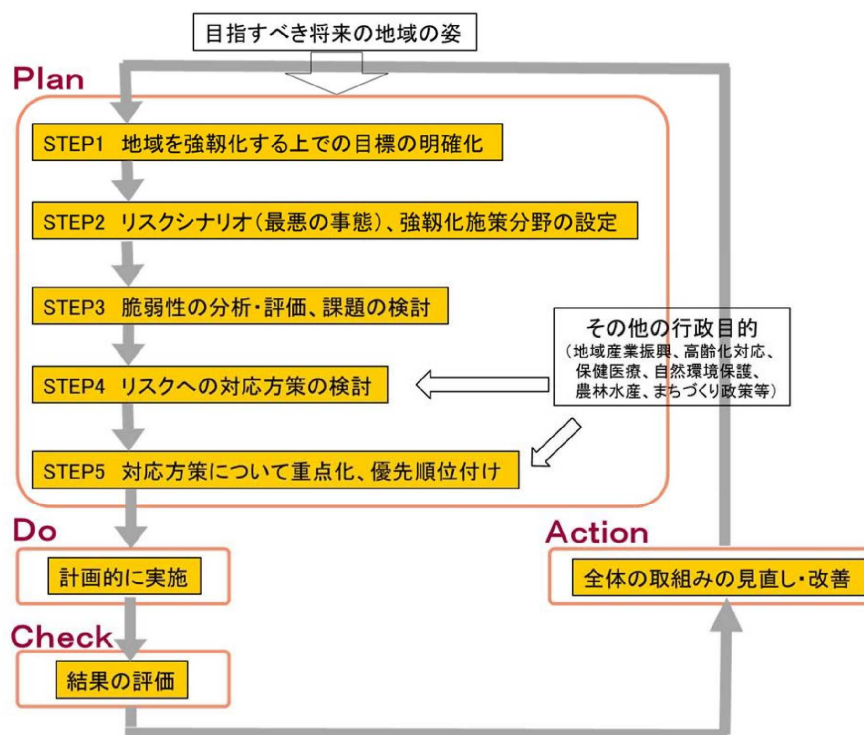 目指すべき将来の地域の姿
Plan
STEP1 地域を強靱化する上での目標の明確化
STEP2 リスクシナリオ(最悪の事態)、強靱化施策分野の設定
STEP3 脆弱性の分析・評価、課題の検討
その他の行政目的
(地域産業振興、高齢化対応、
保健医療、自然環境保護、
農林水産、まちづくり政策等)
STEP4 リスクへの対応方策の検討
STEP5 対応方策について重点化、優先順位付け
Do
計画的に実施
Check
結果の評価
Action
全体の取組みの見直し・改善